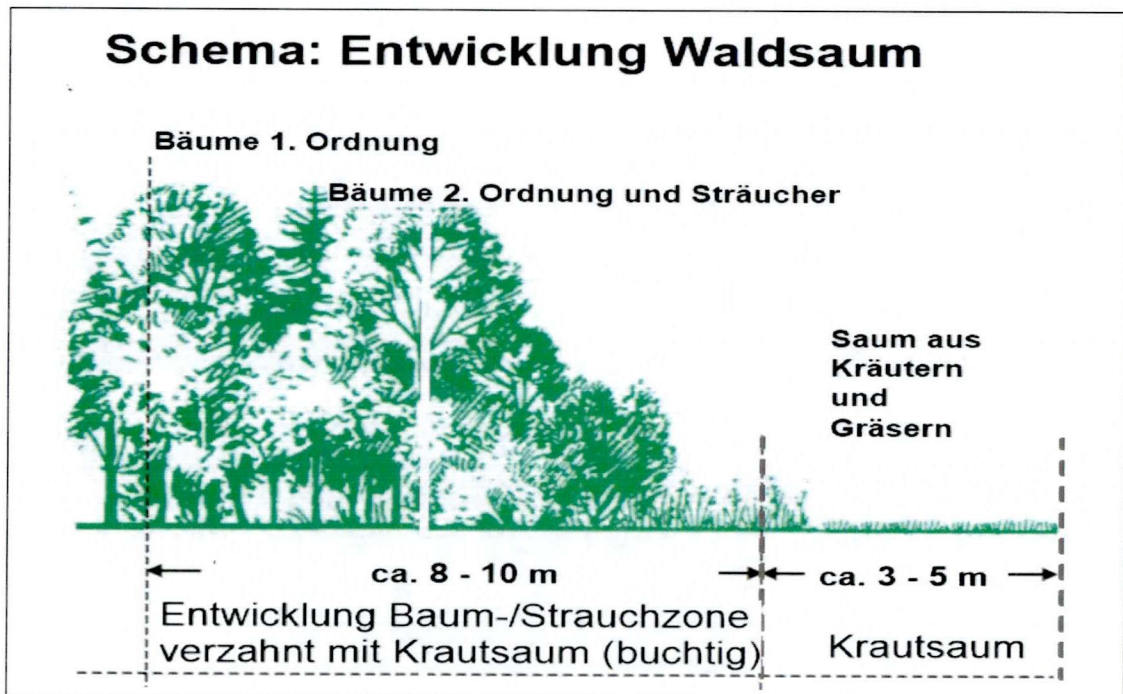 Schema: Entwicklung Waldsaum
Bäume 1. Ordnung
Bäume 2. Ordnung und Sträucher
Saum aus
Kräutern
und
Gräsern
ca. 8 - 10 m
ca. 3 - 5 m
Entwicklung Baum-/Strauchzone
verzahnt mit Krautsaum (buchtig)
Krautsaum